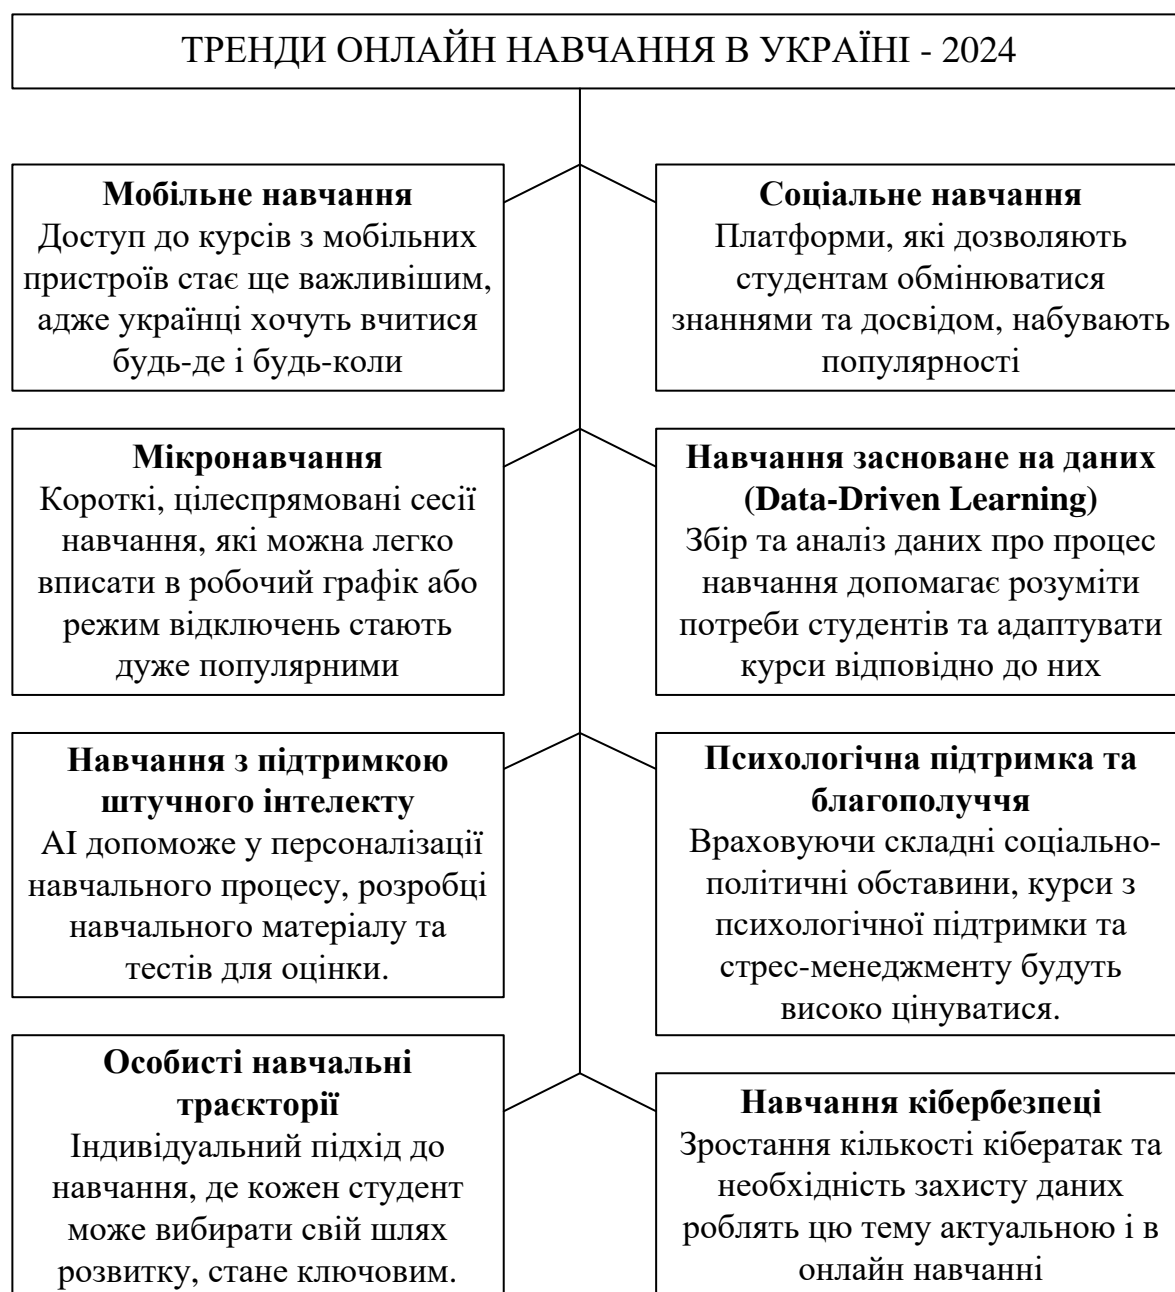 ТРЕНДИ ОНЛАЙН НАВЧАННЯ В УКРАЇНІ - 2024
Мобільне навчання
Доступ до курсів з мобільних
пристроїв стає ще важливішим,
адже українці хочуть вчитися
будь-де і будь-коли
Соціальне навчання
Платформи, які дозволяють
студентам обмінюватися
знаннями та досвідом, набувають
популярності
Мікронавчання
Короткі, цілеспрямовані сесії
навчання, які можна легко
вписати в робочий графік або
режим відключень стають
дуже популярними
Навчання засноване на даних
(Data-Driven Learning)
Збір та аналіз даних про процес
навчання допомагає розуміти
потреби студентів та адаптувати
курси відповідно до них
Навчання з підтримкою
штучного інтелекту
АІ допоможе у персоналізації
навчального процесу, розробці
навчального матеріалу та
тестів для оцінки.
Психологічна підтримка та
благополуччя
Враховуючи складні соціально-
політичні обставини, курси з
психологічної підтримки та
стрес-менеджменту будуть
високо цінуватися.
Особисті навчальні
траєкторії
Індивідуальний підхід до
навчання, де кожен студент
може вибирати свій шлях
розвитку, стане ключовим.
Навчання кібербезпеці
Зростання кількості кібератак та
необхідність захисту даних
роблять цю тему актуальною і в
онлайн навчанні